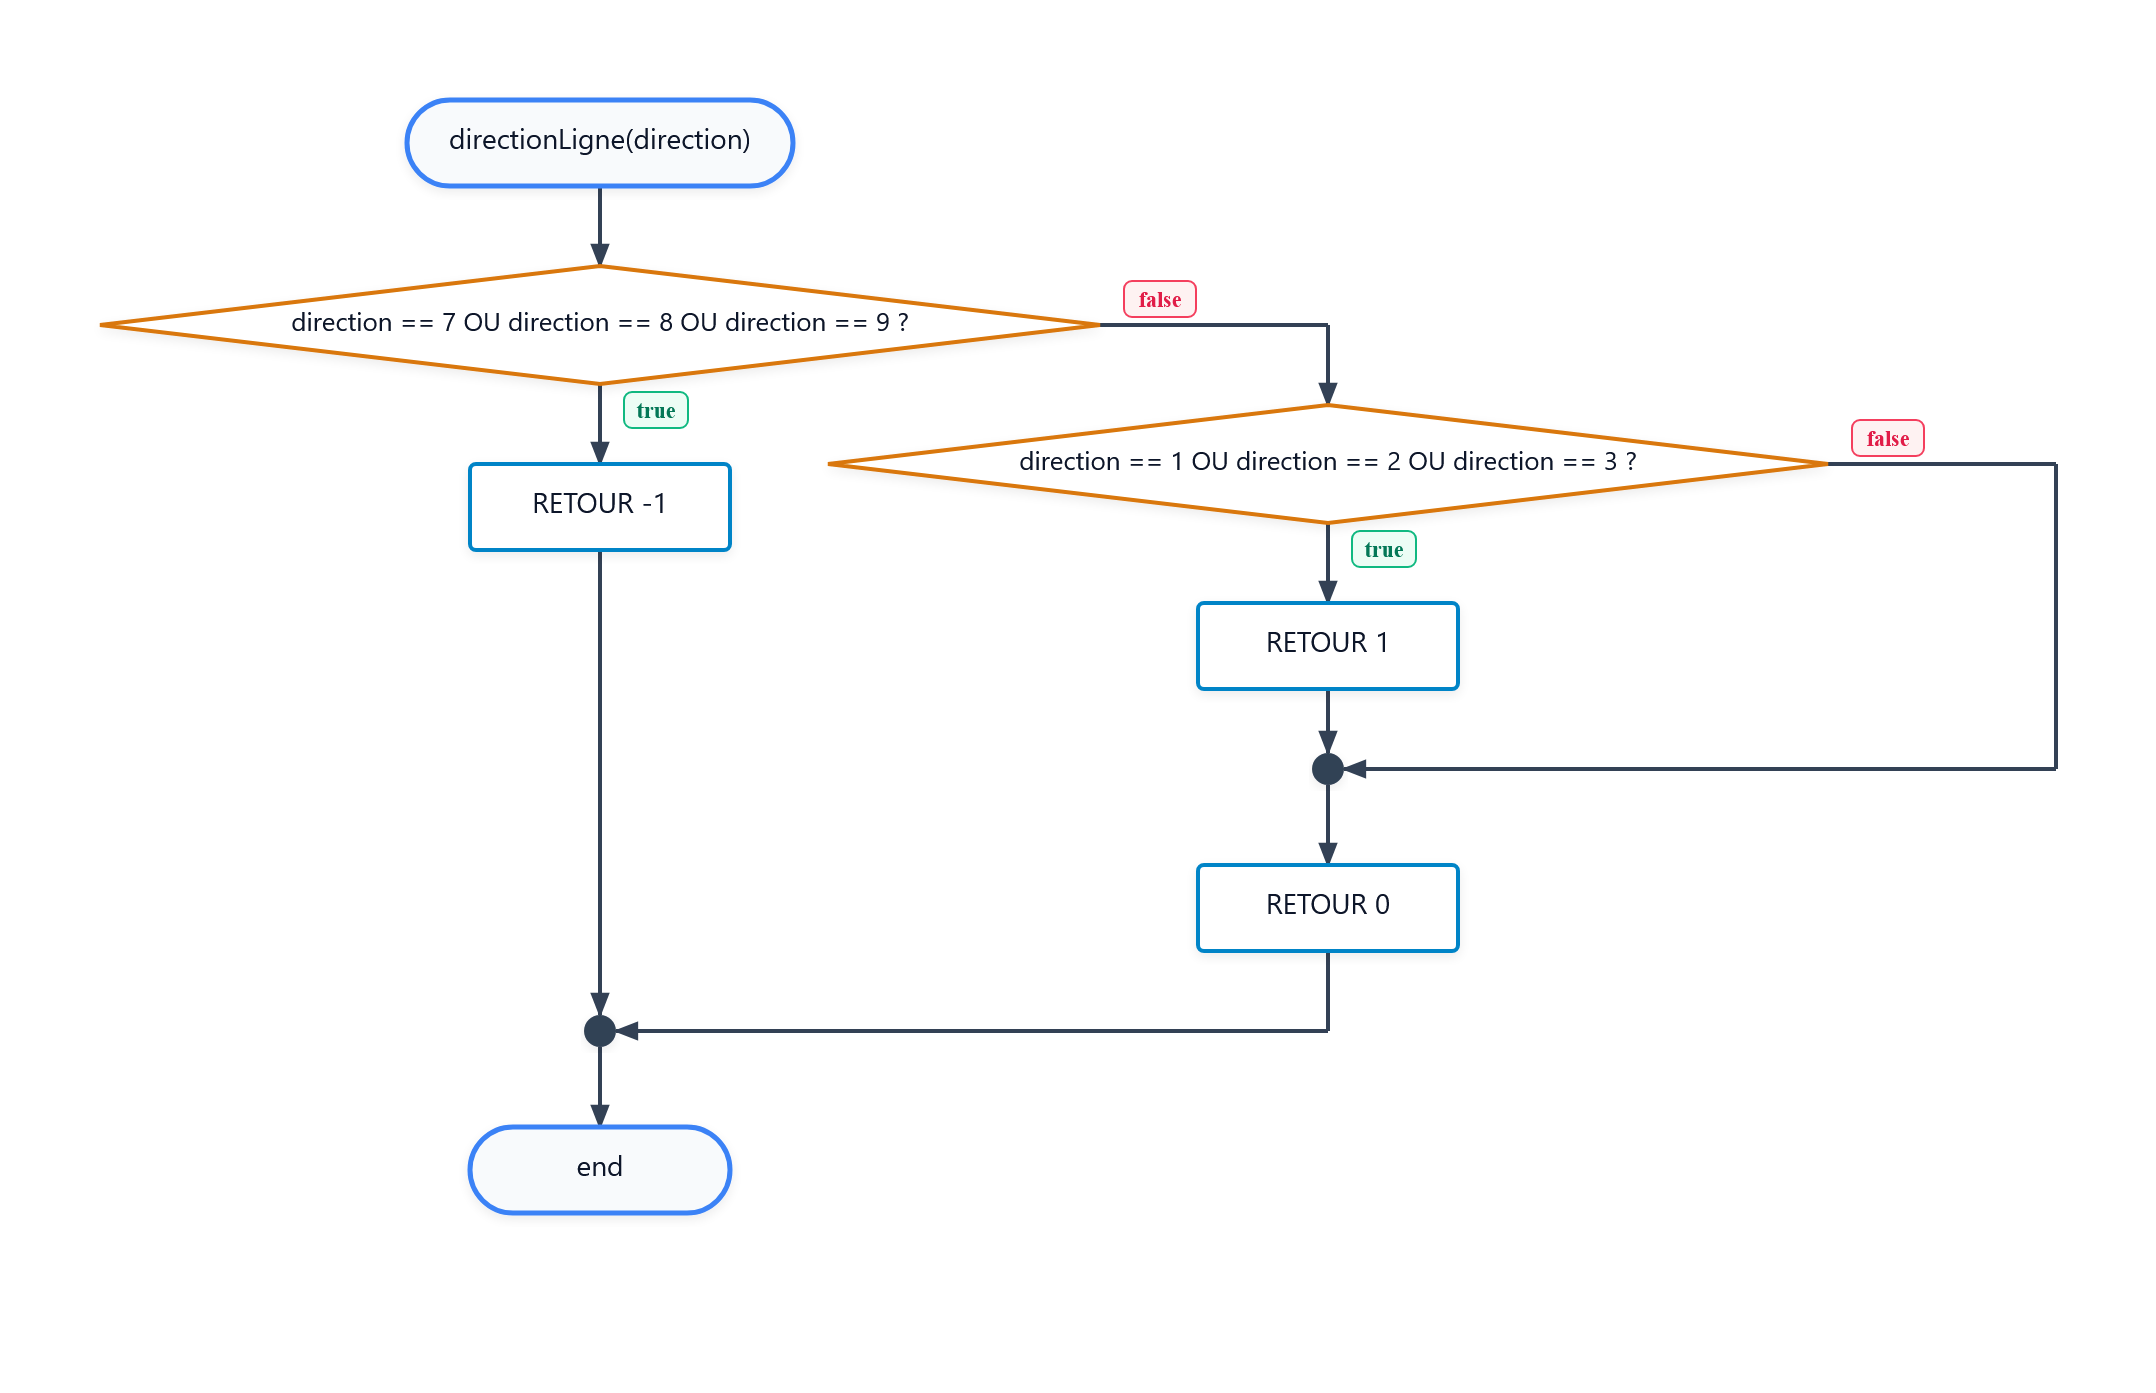 directionLigne(direction)
direction == 7 OU direction == 8 OU direction == 9 ?
false
true
direction == 1 OU direction == 2 OU direction == 3 ?
false
RETOUR -1
true
RETOUR 1
RETOUR 0
end